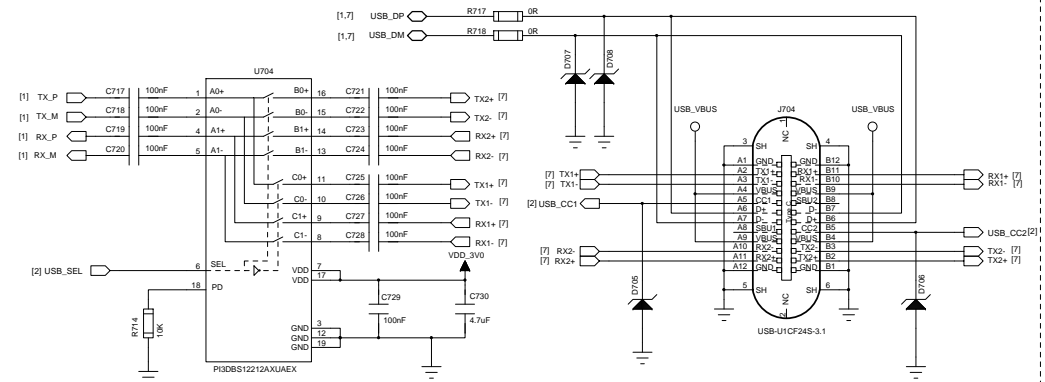 [1,7] USB_DP R717 0R
[1,7] USB_DM R718 0R
D707 D708
U704
[1] TX_P C717 100nF 1 A0+ B0+ 16 C721 100nF TX2+ [7]
[1] TX_M C718 100nF 2 A0- B0- 15 C722 100nF TX2- [7]
[1] RX_P C719 100nF 4 A1+ B1+ 14 C723 100nF RX2+ [7]
[1] RX_M C720 100nF 5 A1- B1- 13 C724 100nF RX2- [7]
C0+ 11 C725 100nF TX1+ [7]
C0- 10 C726 100nF TX1- [7]
C1+ 9 C727 100nF RX1+ [7]
C1- 8 C728 100nF RX1- [7]
[2] USB_SEL 6 SEL VDD 7 VDD_3V0
VDD 17
18 PD
R714 10K
C729 100nF
C730 4.7uF
GND 3
GND 12
GND 19
PI3DBS12212AXUAEX
USB_VBUS J704 USB_VBUS
1 NC
3 SH SH 4
A1 GND GND B12
[7] TX1+ A2 TX1+ RX1+ B11 RX1+ [7]
[7] TX1- A3 TX1- RX1- B10 RX1- [7]
A4 VBUS VBUS B9
[2] USB_CC1 A5 CC1 SBU2 B8
A6 D+ D- B7
A7 D- D+ B6
A8 SBU1 CC2 B5 USB_CC2 [2]
A9 VBUS VBUS B4
[7] RX2- A10 RX2- TX2- B3 TX2- [7]
[7] RX2+ A11 RX2+ TX2+ B2 TX2+ [7]
A12 GND GND B1
Type C
5 SH SH 6
NC 2
D705 D706
USB-U1CF24S-3.1